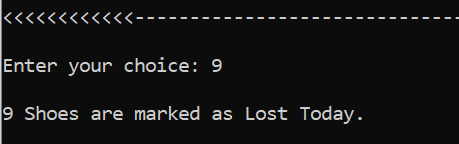 <<<<<<<<<<<<------------------------------
Enter your choice: 9
9 Shoes are marked as Lost Today.